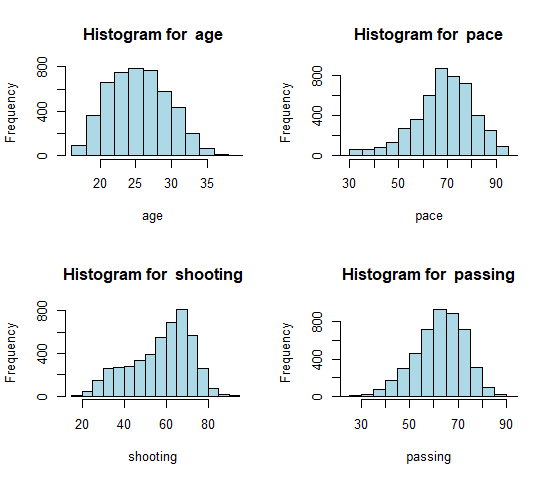 Histogram for age
Frequency
0 400 800
20 25 30 35
age
Histogram for pace
Frequency
0 400 800
30 50 70 90
pace
Histogram for shooting
Frequency
0 400 800
20 40 60 80
shooting
Histogram for passing
Frequency
0 400 800
30 50 70 90
passing